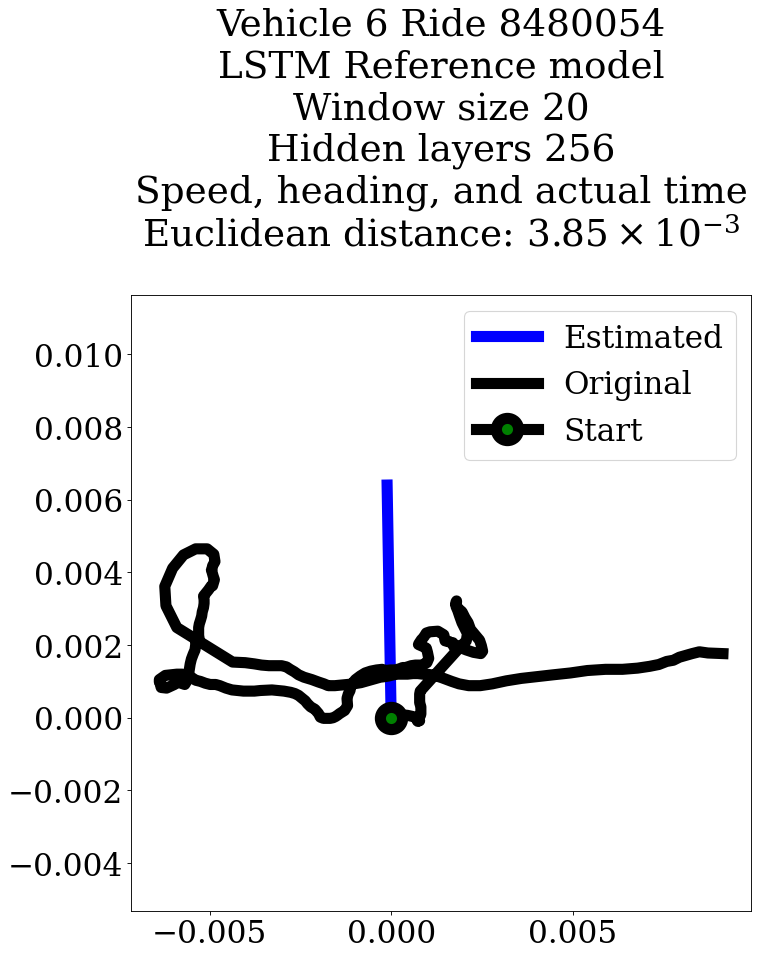 Vehicle 6 Ride 8480054
LSTM Reference model
Window size 20
Hidden layers 256
Speed, heading, and actual time
Euclidean distance: 3.85 × 10⁻³
Estimated
Original
Start
0.010
0.008
0.006
0.004
0.002
0.000
−0.002
−0.004
−0.005 0.000 0.005